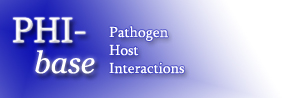 PHI-
base
Pathogen
Host
Interactions